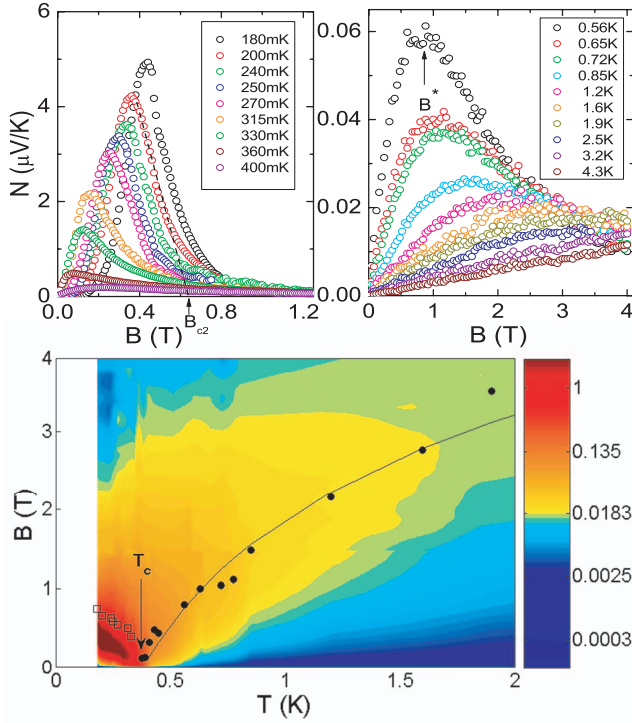 N (μV/K)
6
4
2
0
0.0
0.4
0.8
1.2
B (T)
B c2
180mK
200mK
240mK
250mK
270mK
315mK
330mK
360mK
400mK
0.06
0.04
0.02
0.00
0
1
2
3
4
B (T)
B*
0.56K
0.65K
0.72K
0.85K
1.2K
1.6K
1.9K
2.5K
3.2K
4.3K
B (T)
4
3
2
1
0
0
0.5
1
1.5
2
T (K)
T c
1
0.135
0.0183
0.0025
0.0003